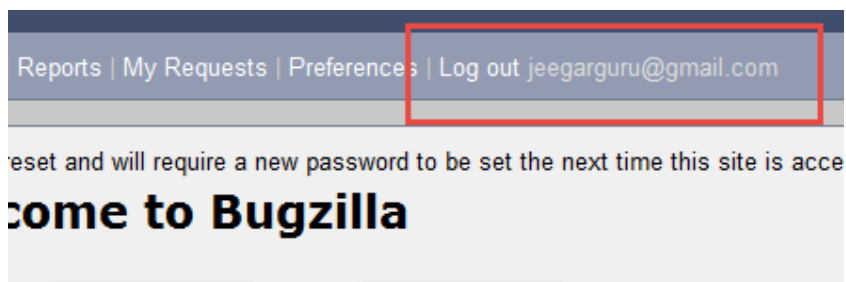 Reports | My Requests | Preferences | Log out jeegarguru@gmail.com
reset and will require a new password to be set the next time this site is acce
come to Bugzilla